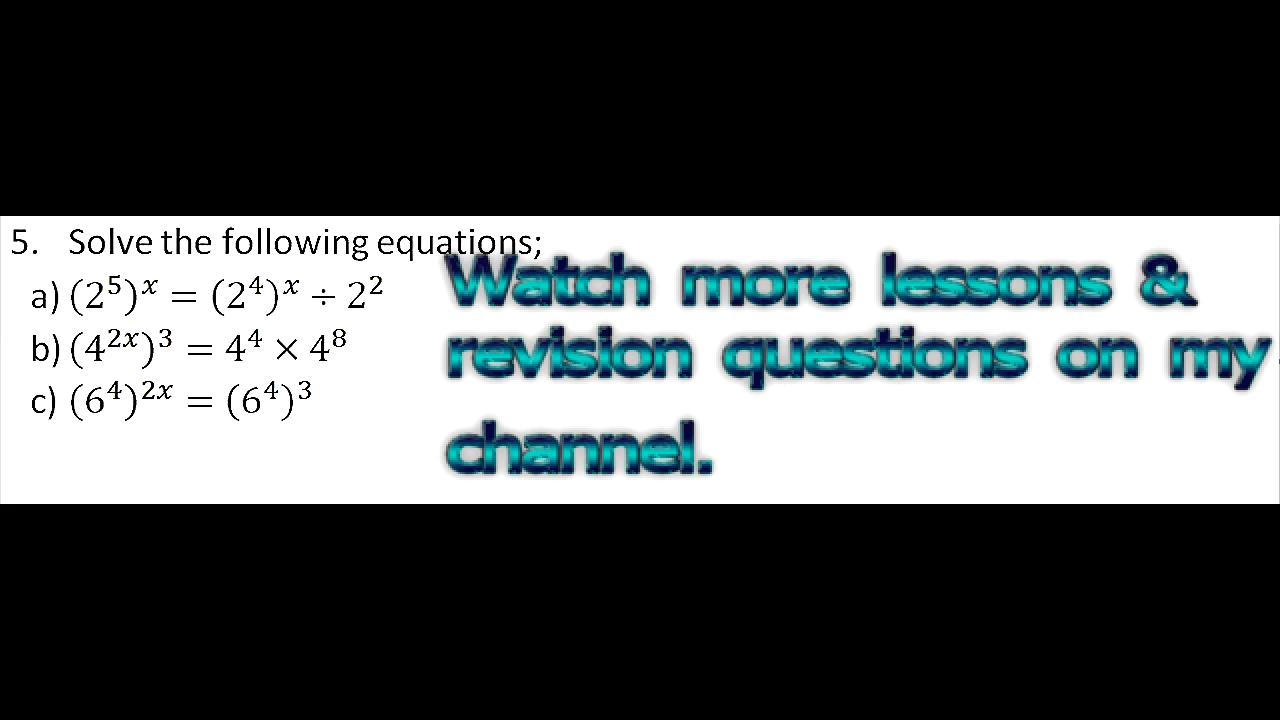 5. Solve the following equations;
a) (2⁵)ˣ = (2⁴)ˣ ÷ 2²
b) (4²ˣ)³ = 4⁴ × 4⁸
c) (6⁴)²ˣ = (6⁴)³
Watch more lessons &
revision questions on my
channel.